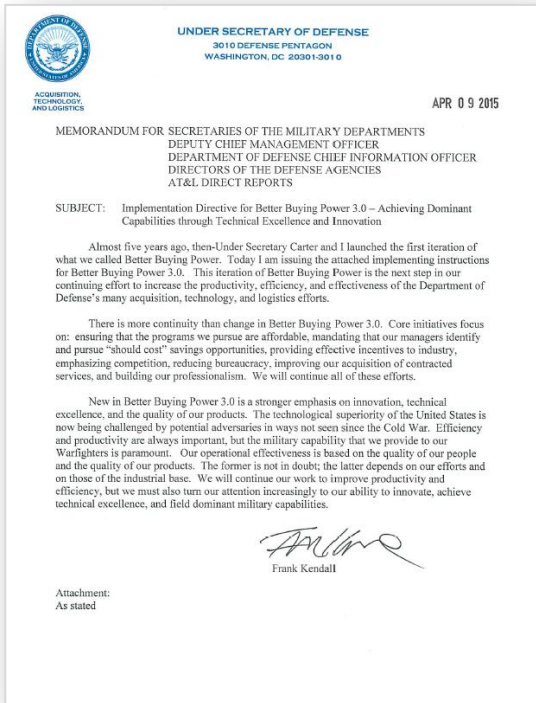 DEPARTMENT OF DEFENSE
UNITED STATES OF AMERICA
ACQUISITION,
TECHNOLOGY,
AND LOGISTICS
UNDER SECRETARY OF DEFENSE
3010 DEFENSE PENTAGON
WASHINGTON, DC 20301-3010
APR 09 2015
MEMORANDUM FOR SECRETARIES OF THE MILITARY DEPARTMENTS
DEPUTY CHIEF MANAGEMENT OFFICER
DEPARTMENT OF DEFENSE CHIEF INFORMATION OFFICER
DIRECTORS OF THE DEFENSE AGENCIES
AT&L DIRECT REPORTS
SUBJECT: Implementation Directive for Better Buying Power 3.0 – Achieving Dominant
Capabilities through Technical Excellence and Innovation
Almost five years ago, then-Under Secretary Carter and I launched the first iteration of
what we called Better Buying Power. Today I am issuing the attached implementing instructions
for Better Buying Power 3.0. This iteration of Better Buying Power is the next step in our
continuing effort to increase the productivity, efficiency, and effectiveness of the Department of
Defense's many acquisition, technology, and logistics efforts.
There is more continuity than change in Better Buying Power 3.0. Core initiatives focus
on: ensuring that the programs we pursue are affordable, mandating that our managers identify
and pursue “should cost” savings opportunities, providing effective incentives to industry,
emphasizing competition, reducing bureaucracy, improving our acquisition of contracted
services, and building our professionalism. We will continue all of these efforts.
New in Better Buying Power 3.0 is a stronger emphasis on innovation, technical
excellence, and the quality of our products. The technological superiority of the United States is
now being challenged by potential adversaries in ways not seen since the Cold War. Efficiency
and productivity are always important, but the military capability that we provide to our
Warfighters is paramount. Our operational effectiveness is based on the quality of our people
and the quality of our products. The former is not in doubt; the latter depends on our efforts and
on those of the industrial base. We will continue our work to improve productivity and
efficiency, but we must also turn our attention increasingly to our ability to innovate, achieve
technical excellence, and field dominant military capabilities.
Frank Kendall
Attachment:
As stated